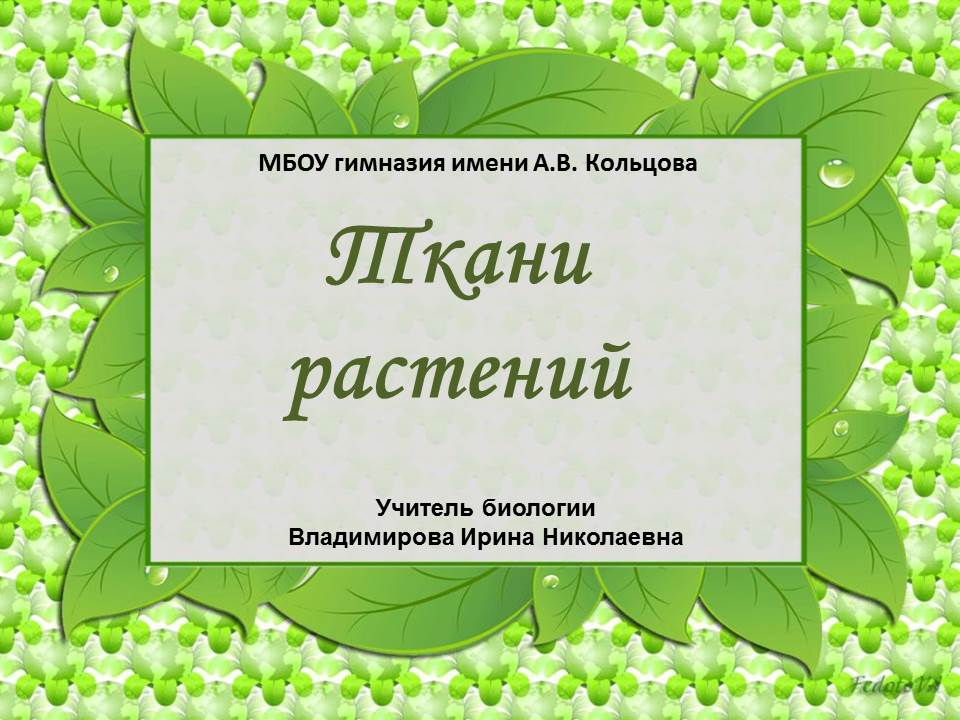 МБОУ гимназия имени А.В. Кольцова
Ткани
растений
Учитель биологии
Владимирова Ирина Николаевна